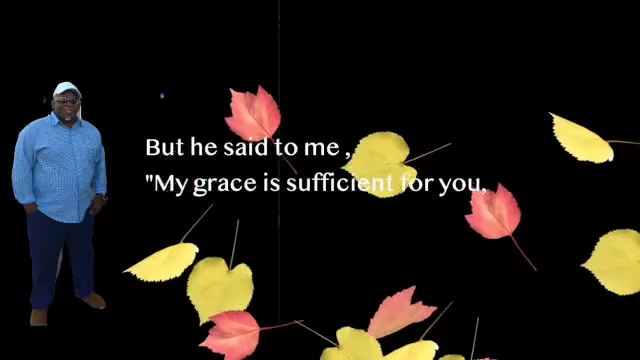 But he said to me ,
"My grace is sufficient for you,